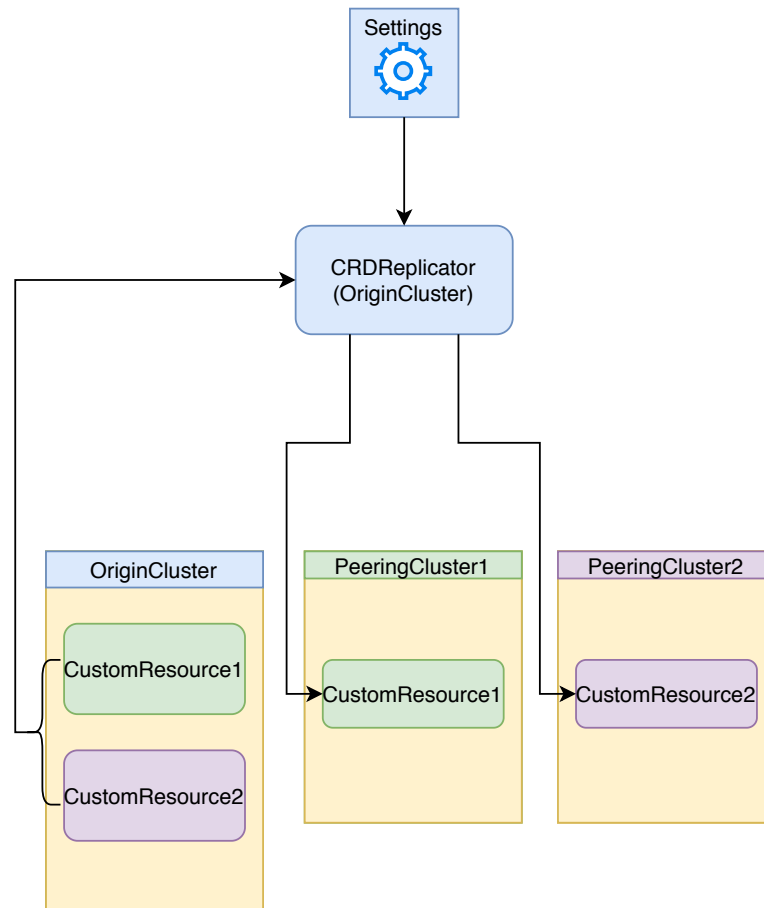 Settings
CRDReplicator
(OriginCluster)
OriginCluster
CustomResource1
CustomResource2
PeeringCluster1
CustomResource1
PeeringCluster2
CustomResource2